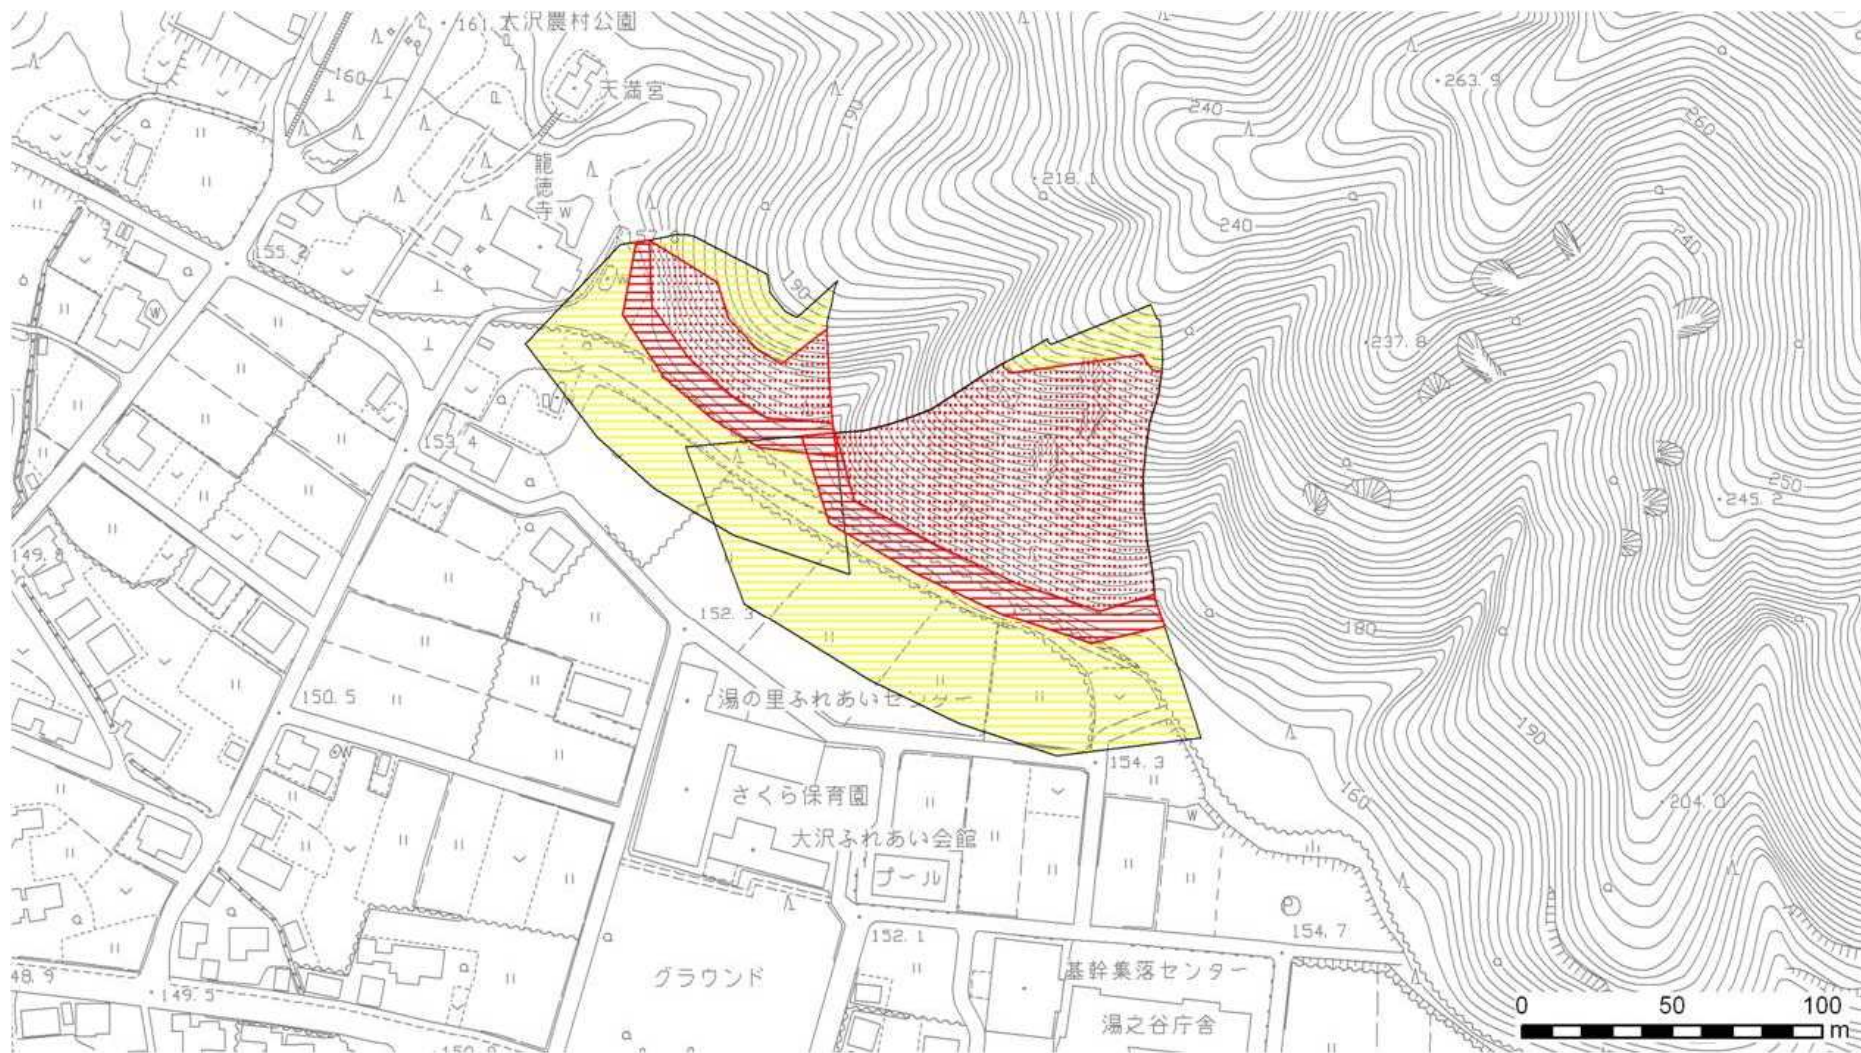 161.
大沢農村公園
160
天満宮
190
240
263.9
260
龍徳寺
W
218.1
155.2
157.8
240
240
W
190
W
237.8
153.4
250
245.2
149.8
152.3
180
湯の里ふれあいセンター
150.5
190
W
154.3
さくら保育園
160
204.0
W
大沢ふれあい会館
プール
152.1
154.7
48.9
グラウンド
基幹集落センター
149.5
湯之谷庁舎
0 50 100
m